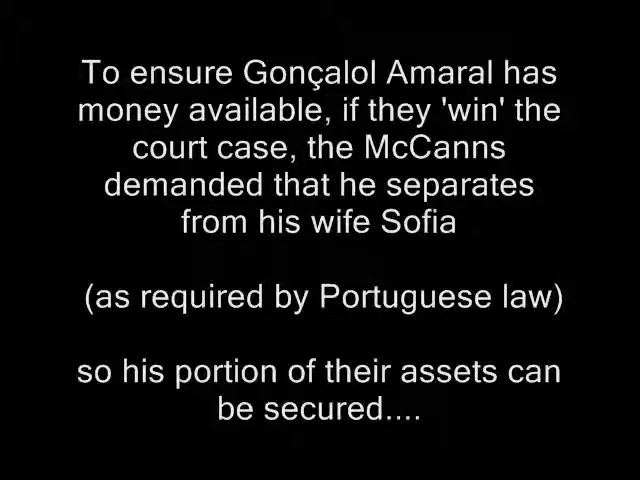 To ensure Gonçalol Amaral has
money available, if they 'win' the
court case, the McCanns
demanded that he separates
from his wife Sofia
(as required by Portuguese law)
so his portion of their assets can
be secured....